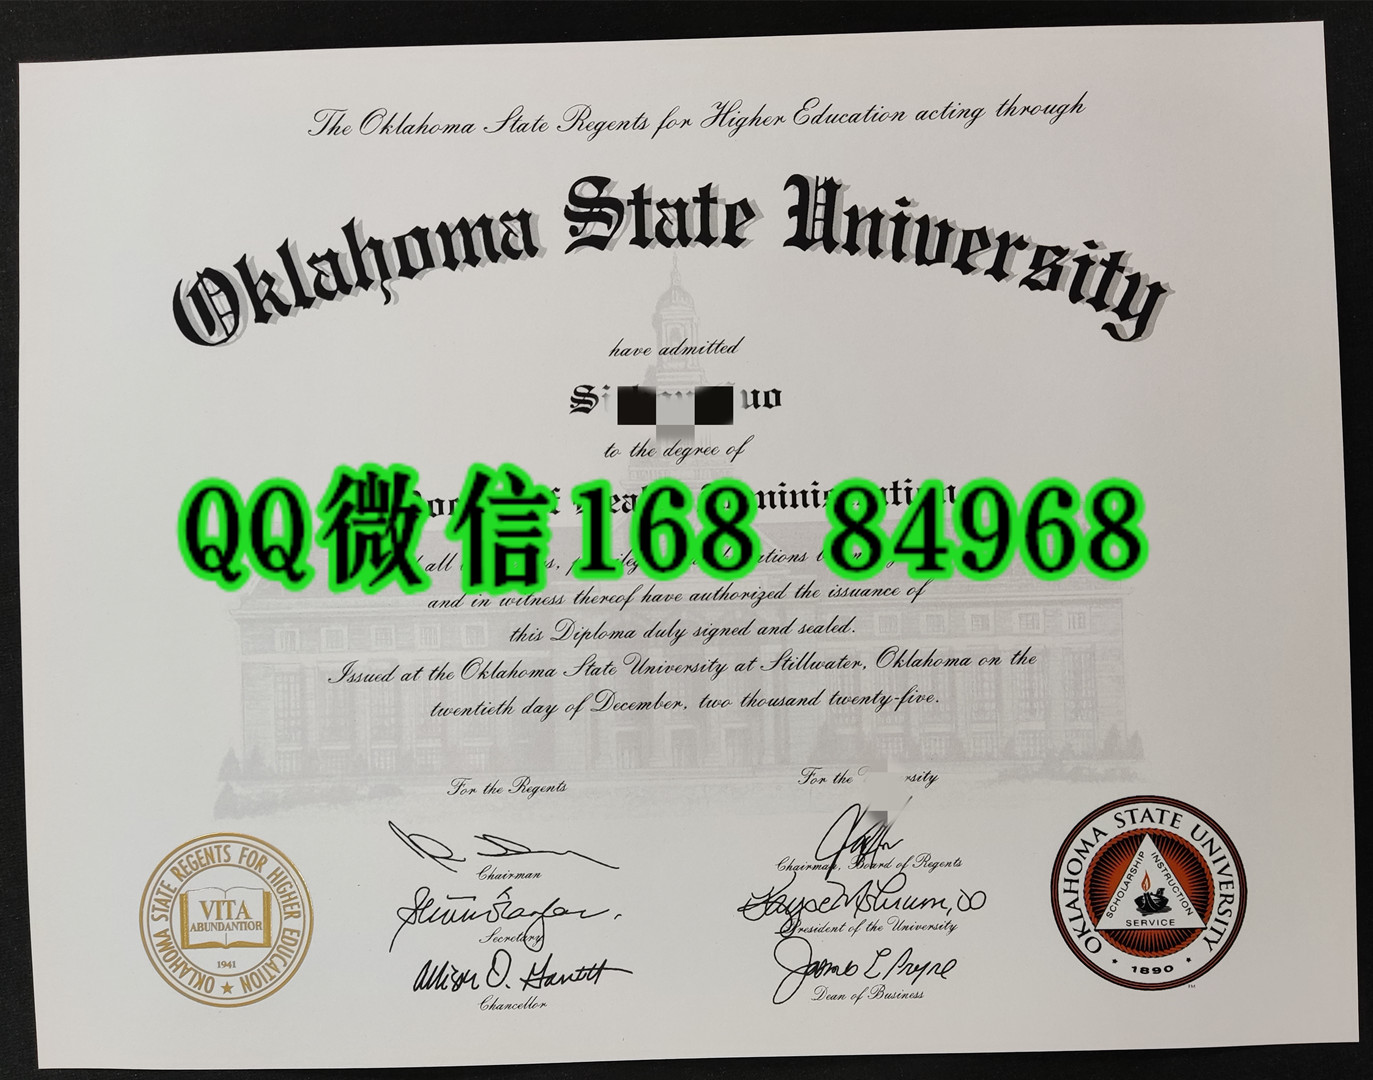 The Oklahoma State Regents for Higher Education acting through
Oklahoma State University
have admitted
to the degree of
QQ微信168 84968
all
and in witness thereof have authorized the issuance of
this Diploma duly signed and sealed.
Issued at the Oklahoma State University at Stillwater, Oklahoma on the
twentieth day of December, two thousand twenty-five.
For the Regents
For the
Chairman
Secretary
Chancellor
Chairman, Board of Regents
President of the University
Dean of Business
OKLAHOMA STATE REGENTS FOR HIGHER EDUCATION
VITA
ABUNDANTIOR
1941
OKLAHOMA STATE UNIVERSITY
SCHOLARSHIP
INSTRUCTION
SERVICE
1890
TM